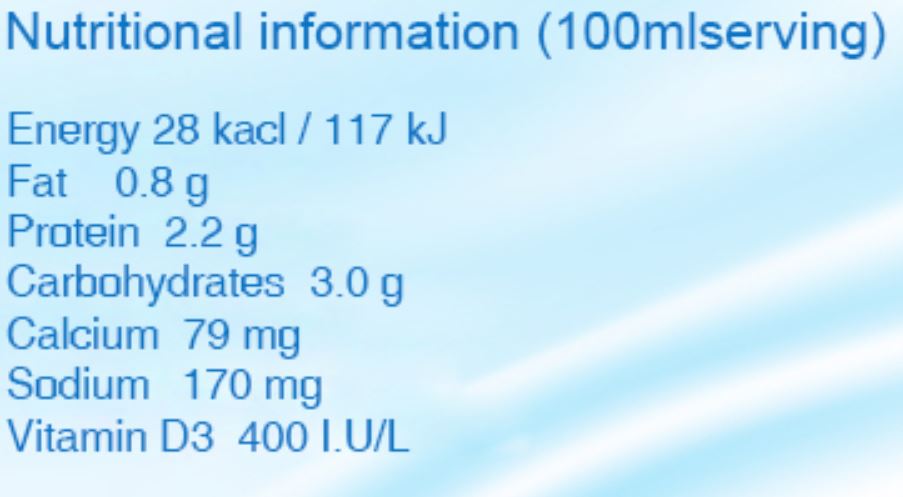 Nutritional information (100mlserving)
Energy 28 kacl / 117 kJ
Fat 0.8 g
Protein 2.2 g
Carbohydrates 3.0 g
Calcium 79 mg
Sodium 170 mg
Vitamin D3 400 I.U/L